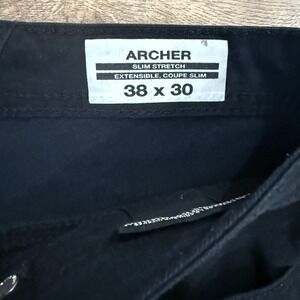 ARCHER
SLIM STRETCH
EXTENSIBLE, COUPE SLIM
38 x 30